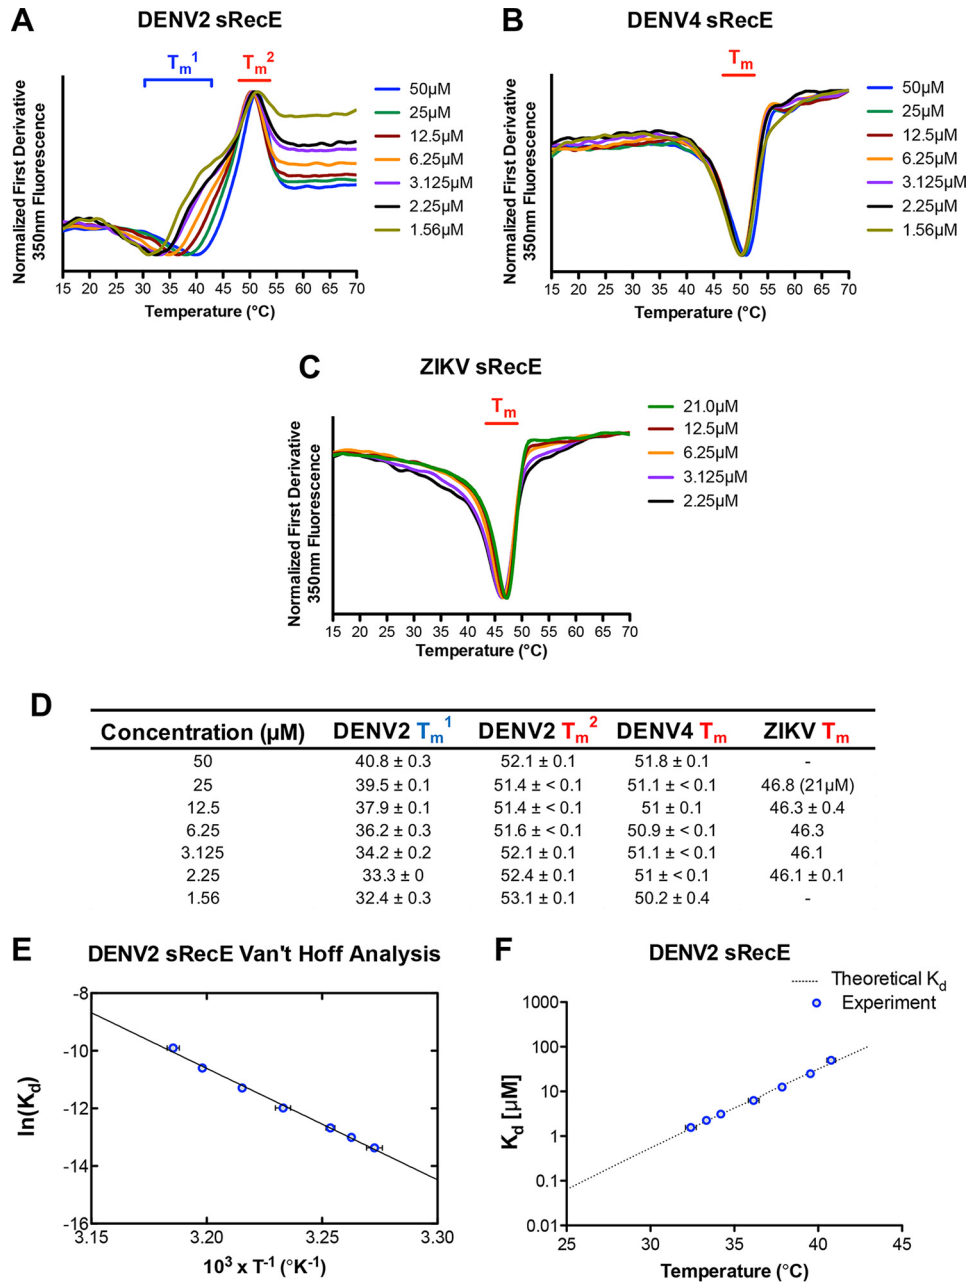 A
DENV2 sRecE
Tm1
Tm2
Normalized First Derivative
350nm Fluorescence
50µM
25µM
12.5µM
6.25µM
3.125µM
2.25µM
1.56µM
15 20 25 30 35 40 45 50 55 60 65 70
Temperature (°C)
B
DENV4 sRecE
Tm
Normalized First Derivative
350nm Fluorescence
50µM
25µM
12.5µM
6.25µM
3.125µM
2.25µM
1.56µM
15 20 25 30 35 40 45 50 55 60 65 70
Temperature (°C)
C
ZIKV sRecE
Tm
Normalized First Derivative
350nm Fluorescence
21.0µM
12.5µM
6.25µM
3.125µM
2.25µM
15 20 25 30 35 40 45 50 55 60 65 70
Temperature (°C)
D
Concentration (µM) DENV2 Tm1 DENV2 Tm2 DENV4 Tm ZIKV Tm
50 40.8 ± 0.3 52.1 ± 0.1 51.8 ± 0.1 -
25 39.5 ± 0.1 51.4 ± < 0.1 51.1 ± < 0.1 46.8 (21µM)
12.5 37.9 ± 0.1 51.4 ± < 0.1 51 ± 0.1 46.3 ± 0.4
6.25 36.2 ± 0.3 51.6 ± < 0.1 50.9 ± < 0.1 46.3
3.125 34.2 ± 0.2 52.1 ± 0.1 51.1 ± < 0.1 46.1
2.25 33.3 ± 0 52.4 ± 0.1 51 ± < 0.1 46.1 ± 0.1
1.56 32.4 ± 0.3 53.1 ± 0.1 50.2 ± 0.4 -
E
DENV2 sRecE Van't Hoff Analysis
ln(Kd)
-8
-10
-12
-14
-16
3.15 3.20 3.25 3.30
10³ x T⁻¹ (°K⁻¹)
F
DENV2 sRecE
Theoretical Kd
Experiment
Kd [µM]
1000
100
10
1
0.1
0.01
25 30 35 40 45
Temperature (°C)